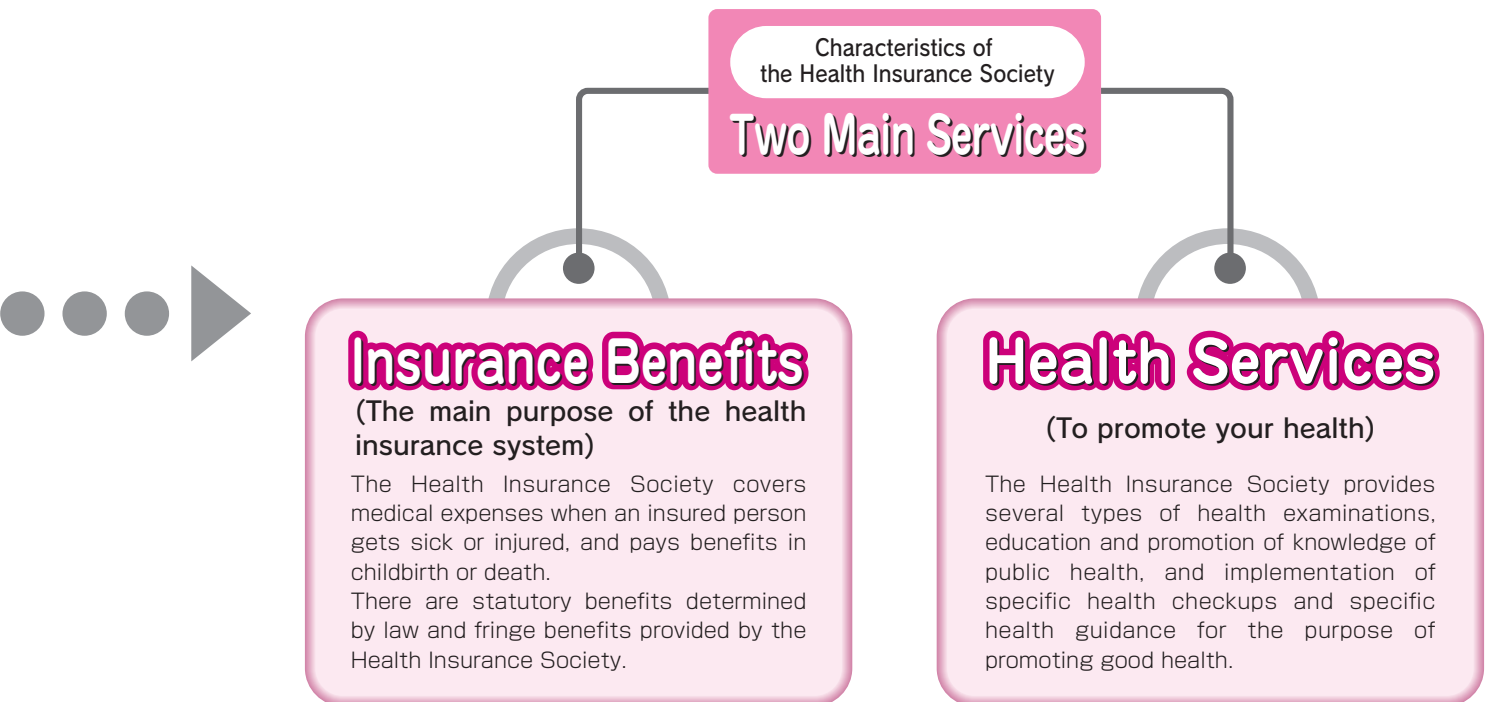 Characteristics of
the Health Insurance Society
Two Main Services
Insurance Benefits
(The main purpose of the health
insurance system)
The Health Insurance Society covers
medical expenses when an insured person
gets sick or injured, and pays benefits in
childbirth or death.
There are statutory benefits determined
by law and fringe benefits provided by the
Health Insurance Society.
Health Services
(To promote your health)
The Health Insurance Society provides
several types of health examinations,
education and promotion of knowledge of
public health, and implementation of
specific health checkups and specific
health guidance for the purpose of
promoting good health.